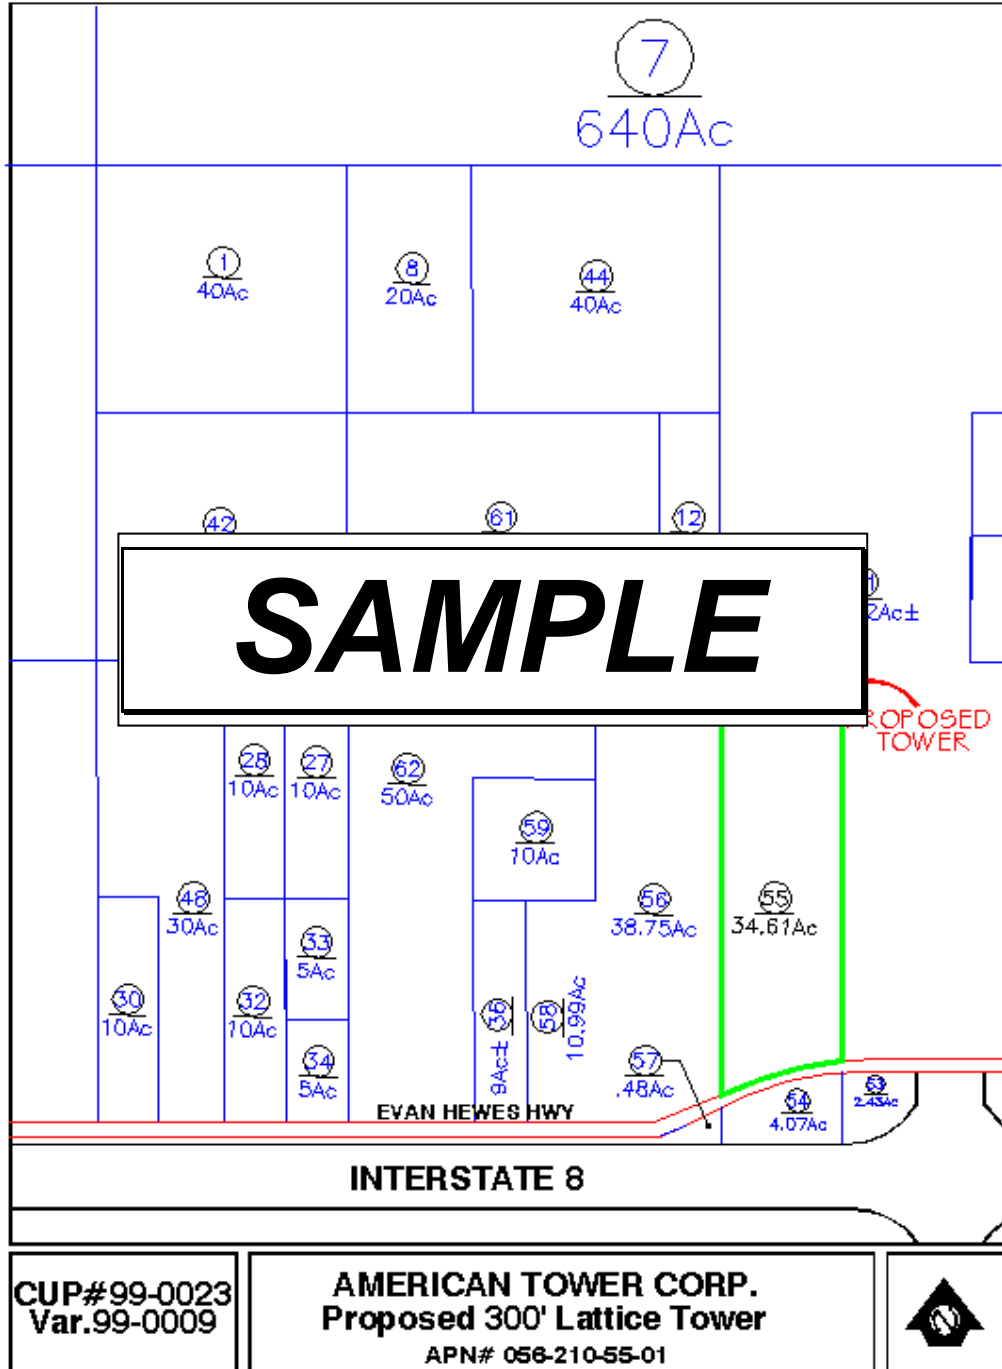 7
640Ac
1
40Ac
8
20Ac
44
40Ac
42
61
12
SAMPLE
2Ac±
ROPOSED
TOWER
28
10Ac
27
10Ac
62
50Ac
59
10Ac
48
30Ac
56
38.75Ac
55
34.61Ac
33
5Ac
30
10Ac
32
10Ac
36
9Ac±
58
10.99Ac
34
5Ac
57
.48Ac
54
4.07Ac
53
2.43Ac
EVAN HEWES HWY
INTERSTATE 8
CUP#99-0023
Var.99-0009
AMERICAN TOWER CORP.
Proposed 300' Lattice Tower
APN# 056-210-55-01
N